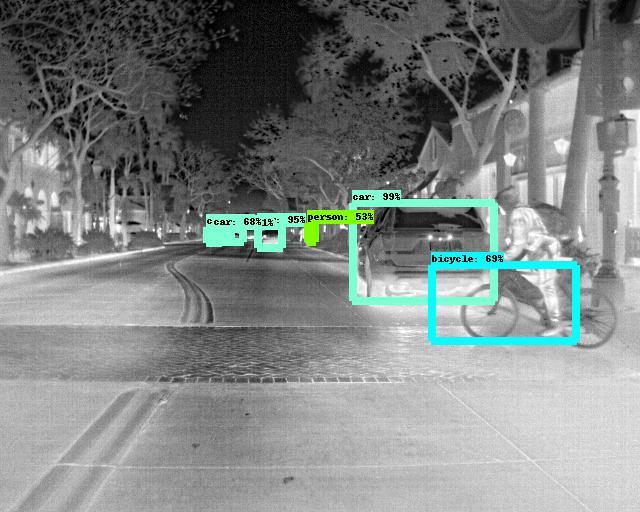 car: 99%
person: 53%
car: 68%
95%
bicycle: 69%